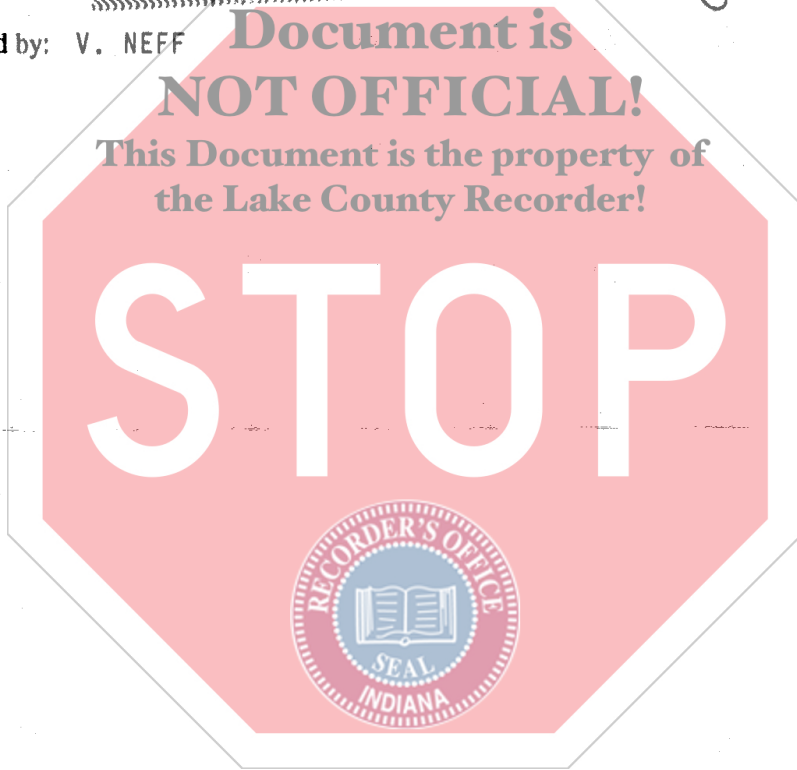 Document is
d by: V. NEFF
NOT OFFICIAL!
This Document is the property of
the Lake County Recorder!
STOP
RECORDER'S OFFICE
SEAL
INDIANA